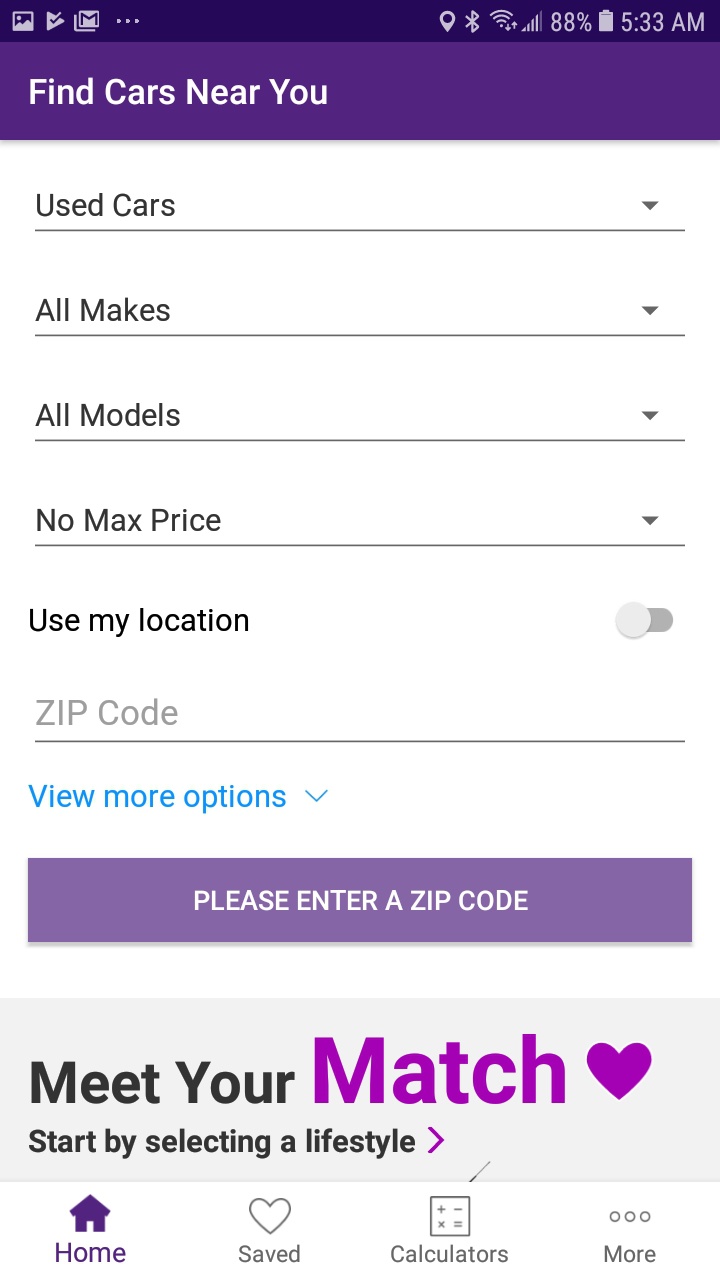 88% 5:33 AM
Find Cars Near You
Used Cars
All Makes
All Models
No Max Price
Use my location
ZIP Code
View more options
PLEASE ENTER A ZIP CODE
Meet Your Match
Start by selecting a lifestyle
Home Saved Calculators More